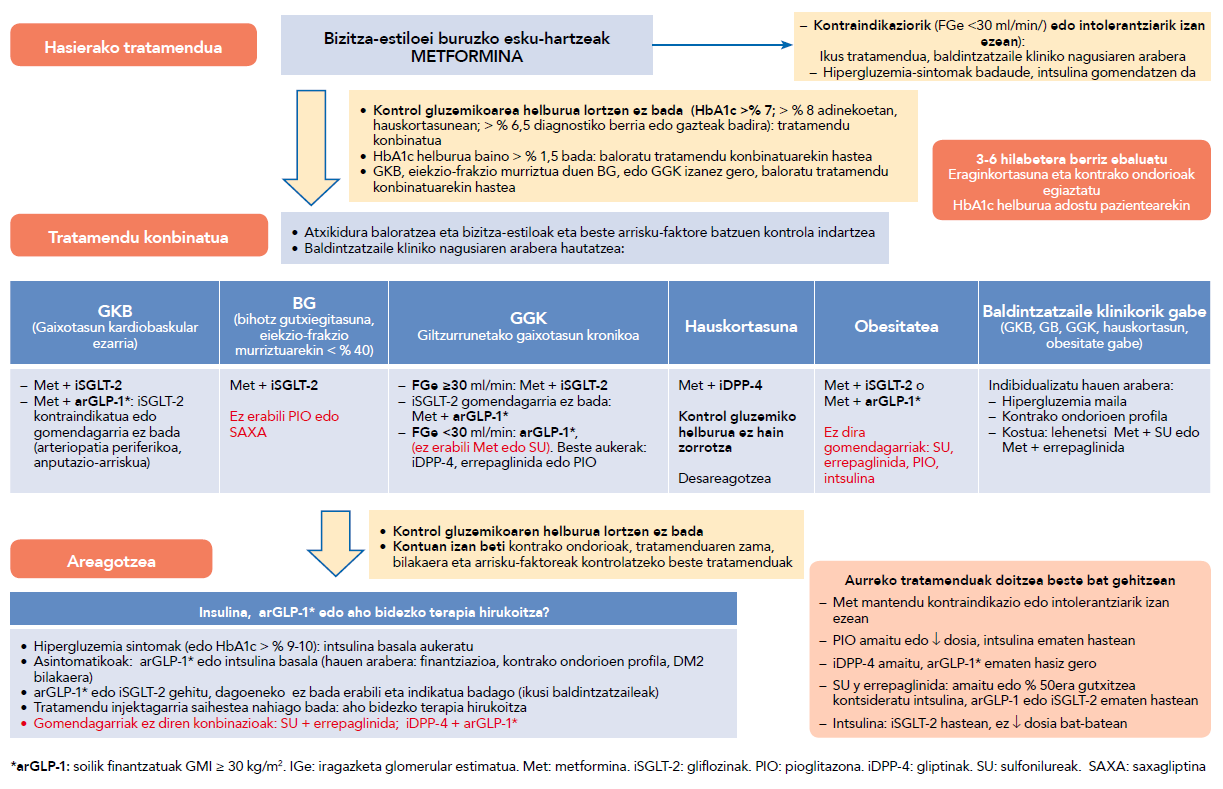 Hasierako tratamendua
Bizitza-estiloei buruzko esku-hartzeak
METFORMINA
– Kontraindikaziorik (FGe <30 ml/min/) edo intolerantziarik izan
ezean):
Ikus tratamendua, baldintzatzaile kliniko nagusiaren arabera
– Hipergluzemia-sintomak badaude, intsulina gomendatzen da
• Kontrol gluzemikoarea helburua lortzen ez bada (HbA1c >% 7; > % 8 adinekoetan,
hauskortasunean; > % 6,5 diagnostiko berria edo gazteak badira): tratamendu
konbinatua
• HbA1c helburua baino > % 1,5 bada: baloratu tratamendu konbinatuarekin hastea
• GKB, eiekzio-frakzio murriztua duen BG, edo GGK izanez gero, baloratu tratamendu
konbinatuarekin hastea
3-6 hilabetera berriz ebaluatu
Eraginkortasuna eta kontrako ondorioak
egiaztatu
HbA1c helburua adostu pazientearekin
Tratamendu konbinatua
• Atxikidura baloratzea eta bizitza-estiloak eta beste arrisku-faktore batzuen kontrola indartzea
• Baldintzatzaile kliniko nagusiaren arabera hautatzea:
GKB
(Gaixotasun kardiobaskular
ezarria)
BG
(bihotz gutxiegitasuna,
eiekzio-frakzio
murriztuarekin < % 40)
GGK
Giltzurrunetako gaixotasun kronikoa
Hauskortasuna
Obesitatea
Baldintzatzaile klinikorik gabe
(GKB, GB, GGK, hauskortasun,
obesitate gabe)
– Met + iSGLT-2
– Met + arGLP-1*: iSGLT-2
kontraindikatua edo
gomendagarria ez bada
(arteriopatia periferikoa,
anputazio-arriskua)
Met + iSGLT-2
Ez erabili PIO edo
SAXA
– FGe ≥30 ml/min: Met + iSGLT-2
– iSGLT-2 gomendagarria ez bada:
Met + arGLP-1*
– FGe <30 ml/min: arGLP-1*,
(ez erabili Met edo SU). Beste aukerak:
iDPP-4, errepaglinida edo PIO
Met + iDPP-4
Kontrol gluzemiko
helburua ez hain
zorrotza
Desareagotzea
Met + iSGLT-2 o
Met + arGLP-1*
Ez dira
gomendagarriak: SU,
errepaglinida, PIO,
intsulina
Indibidualizatu hauen arabera:
– Hipergluzemia maila
– Kontrako ondorioen profila
– Kostua: lehenetsi Met + SU edo
Met + errepaglinida
Areagotzea
• Kontrol gluzemikoaren helburua lortzen ez bada
• Kontuan izan beti kontrako ondorioak, tratamenduaren zama,
bilakaera eta arrisku-faktoreak kontrolatzeko beste tratamenduak
Insulina, arGLP-1* edo aho bidezko terapia hirukoitza?
• Hipergluzemia sintomak (edo HbA1c > % 9-10): intsulina basala aukeratu
• Asintomatikoak: arGLP-1* edo intsulina basala (hauen arabera: finantziazioa, kontrako ondorioen profila, DM2
bilakaera)
• arGLP-1* edo iSGLT-2 gehitu, dagoeneko ez bada erabili eta indikatua badago (ikusi baldintzatzaileak)
• Tratamendu injektagarria saihestea nahiago bada: aho bidezko terapia hirukoitza
• Gomendagarriak ez diren konbinazioak: SU + errepaglinida; iDPP-4 + arGLP-1*
Aurreko tratamenduak doitzea beste bat gehitzean
– Met mantendu kontraindikazio edo intolerantziarik izan
ezean
– PIO amaitu edo ↓ dosia, intsulina ematen hastean
– iDPP-4 amaitu, arGLP-1* ematen hasiz gero
– SU y errepaglinida: amaitu edo % 50era gutxitzea
kontsideratu intsulina, arGLP-1 edo iSGLT-2 ematen hastean
– Intsulina: iSGLT-2 hastean, ez ↓ dosia bat-batean
*arGLP-1: soilik finantzatuak GMI ≥ 30 kg/m². IGe: iragazketa glomerular estimatua. Met: metformina. iSGLT-2: gliflozinak. PIO: pioglitazona. iDPP-4: gliptinak. SU: sulfonilureak. SAXA: saxagliptina